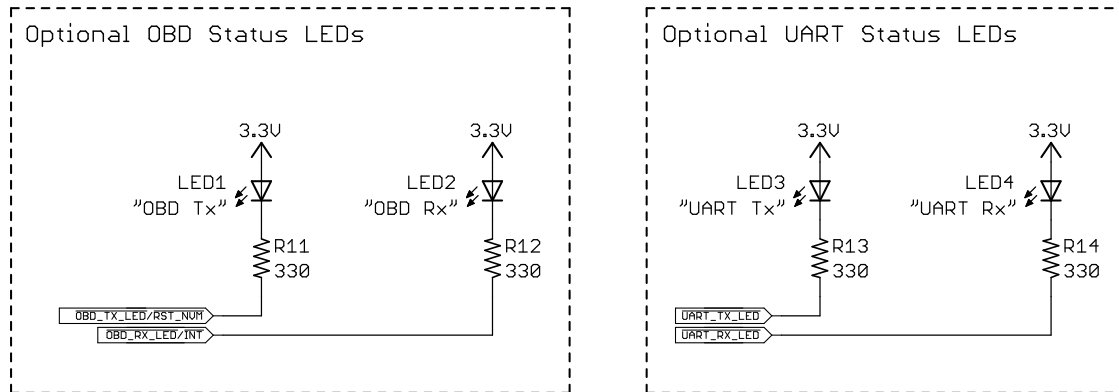 Optional OBD Status LEDs
3.3V
3.3V
LED1
"OBD Tx"
LED2
"OBD Rx"
R11
330
R12
330
OBD_TX_LED/RST_NVM
OBD_RX_LED/INT
Optional UART Status LEDs
3.3V
3.3V
LED3
"UART Tx"
LED4
"UART Rx"
R13
330
R14
330
UART_TX_LED
UART_RX_LED